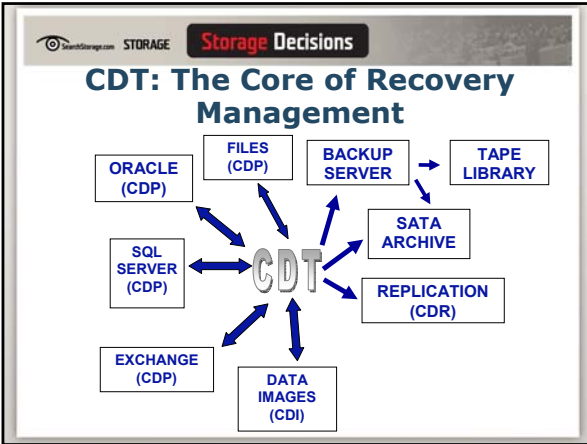 SearchStorage.com STORAGE Storage Decisions
CDT: The Core of Recovery
Management
FILES
(CDP)
BACKUP
SERVER
TAPE
LIBRARY
ORACLE
(CDP)
SATA
ARCHIVE
SQL
SERVER
(CDP)
CDT
REPLICATION
(CDR)
EXCHANGE
(CDP)
DATA
IMAGES
(CDI)